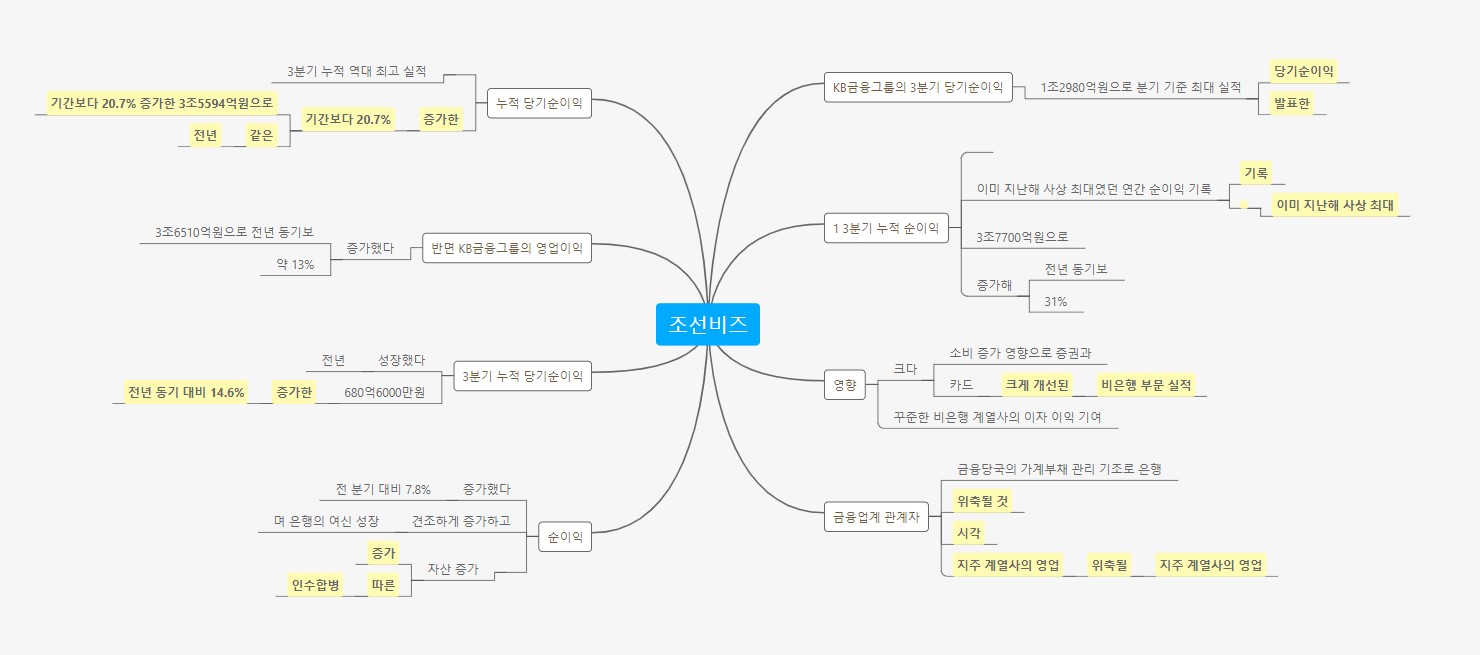 조선비즈
KB금융그룹의 3분기 당기순이익
1조2980억원으로 분기 기준 최대 실적
당기순이익
발표한
1 3분기 누적 순이익
이미 지난해 사상 최대였던 연간 순이익 기록
기록
이미 지난해 사상 최대
3조7700억원으로
증가해
전년 동기보
31%
영향
크다
소비 증가 영향으로 증권과
카드
크게 개선된
비은행 부문 실적
꾸준한 비은행 계열사의 이자 이익 기여
금융업계 관계자
금융당국의 가계부채 관리 기조로 은행
위축될 것
시각
지주 계열사의 영업
위축될
지주 계열사의 영업
누적 당기순이익
3분기 누적 역대 최고 실적
증가한
기간보다 20.7%
기간보다 20.7% 증가한 3조5594억원으로
같은
전년
반면 KB금융그룹의 영업이익
증가했다
3조6510억원으로 전년 동기보
약 13%
3분기 누적 당기순이익
성장했다
전년
680억6000만원
증가한
전년 동기 대비 14.6%
순이익
증가했다
전 분기 대비 7.8%
견조하게 증가하고
며 은행의 여신 성장
자산 증가
증가
따른
인수합병